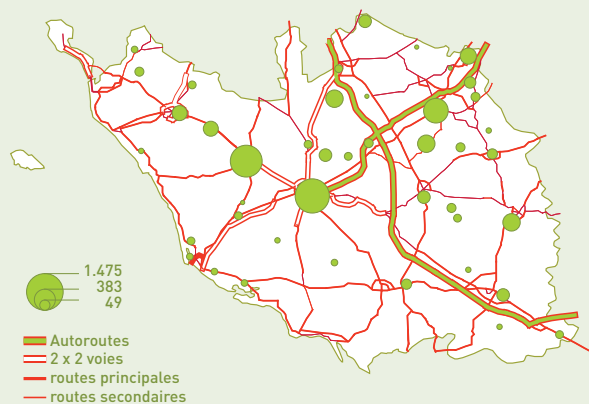 1.475
383
49
Autoroutes
2 x 2 voies
routes principales
routes secondaires